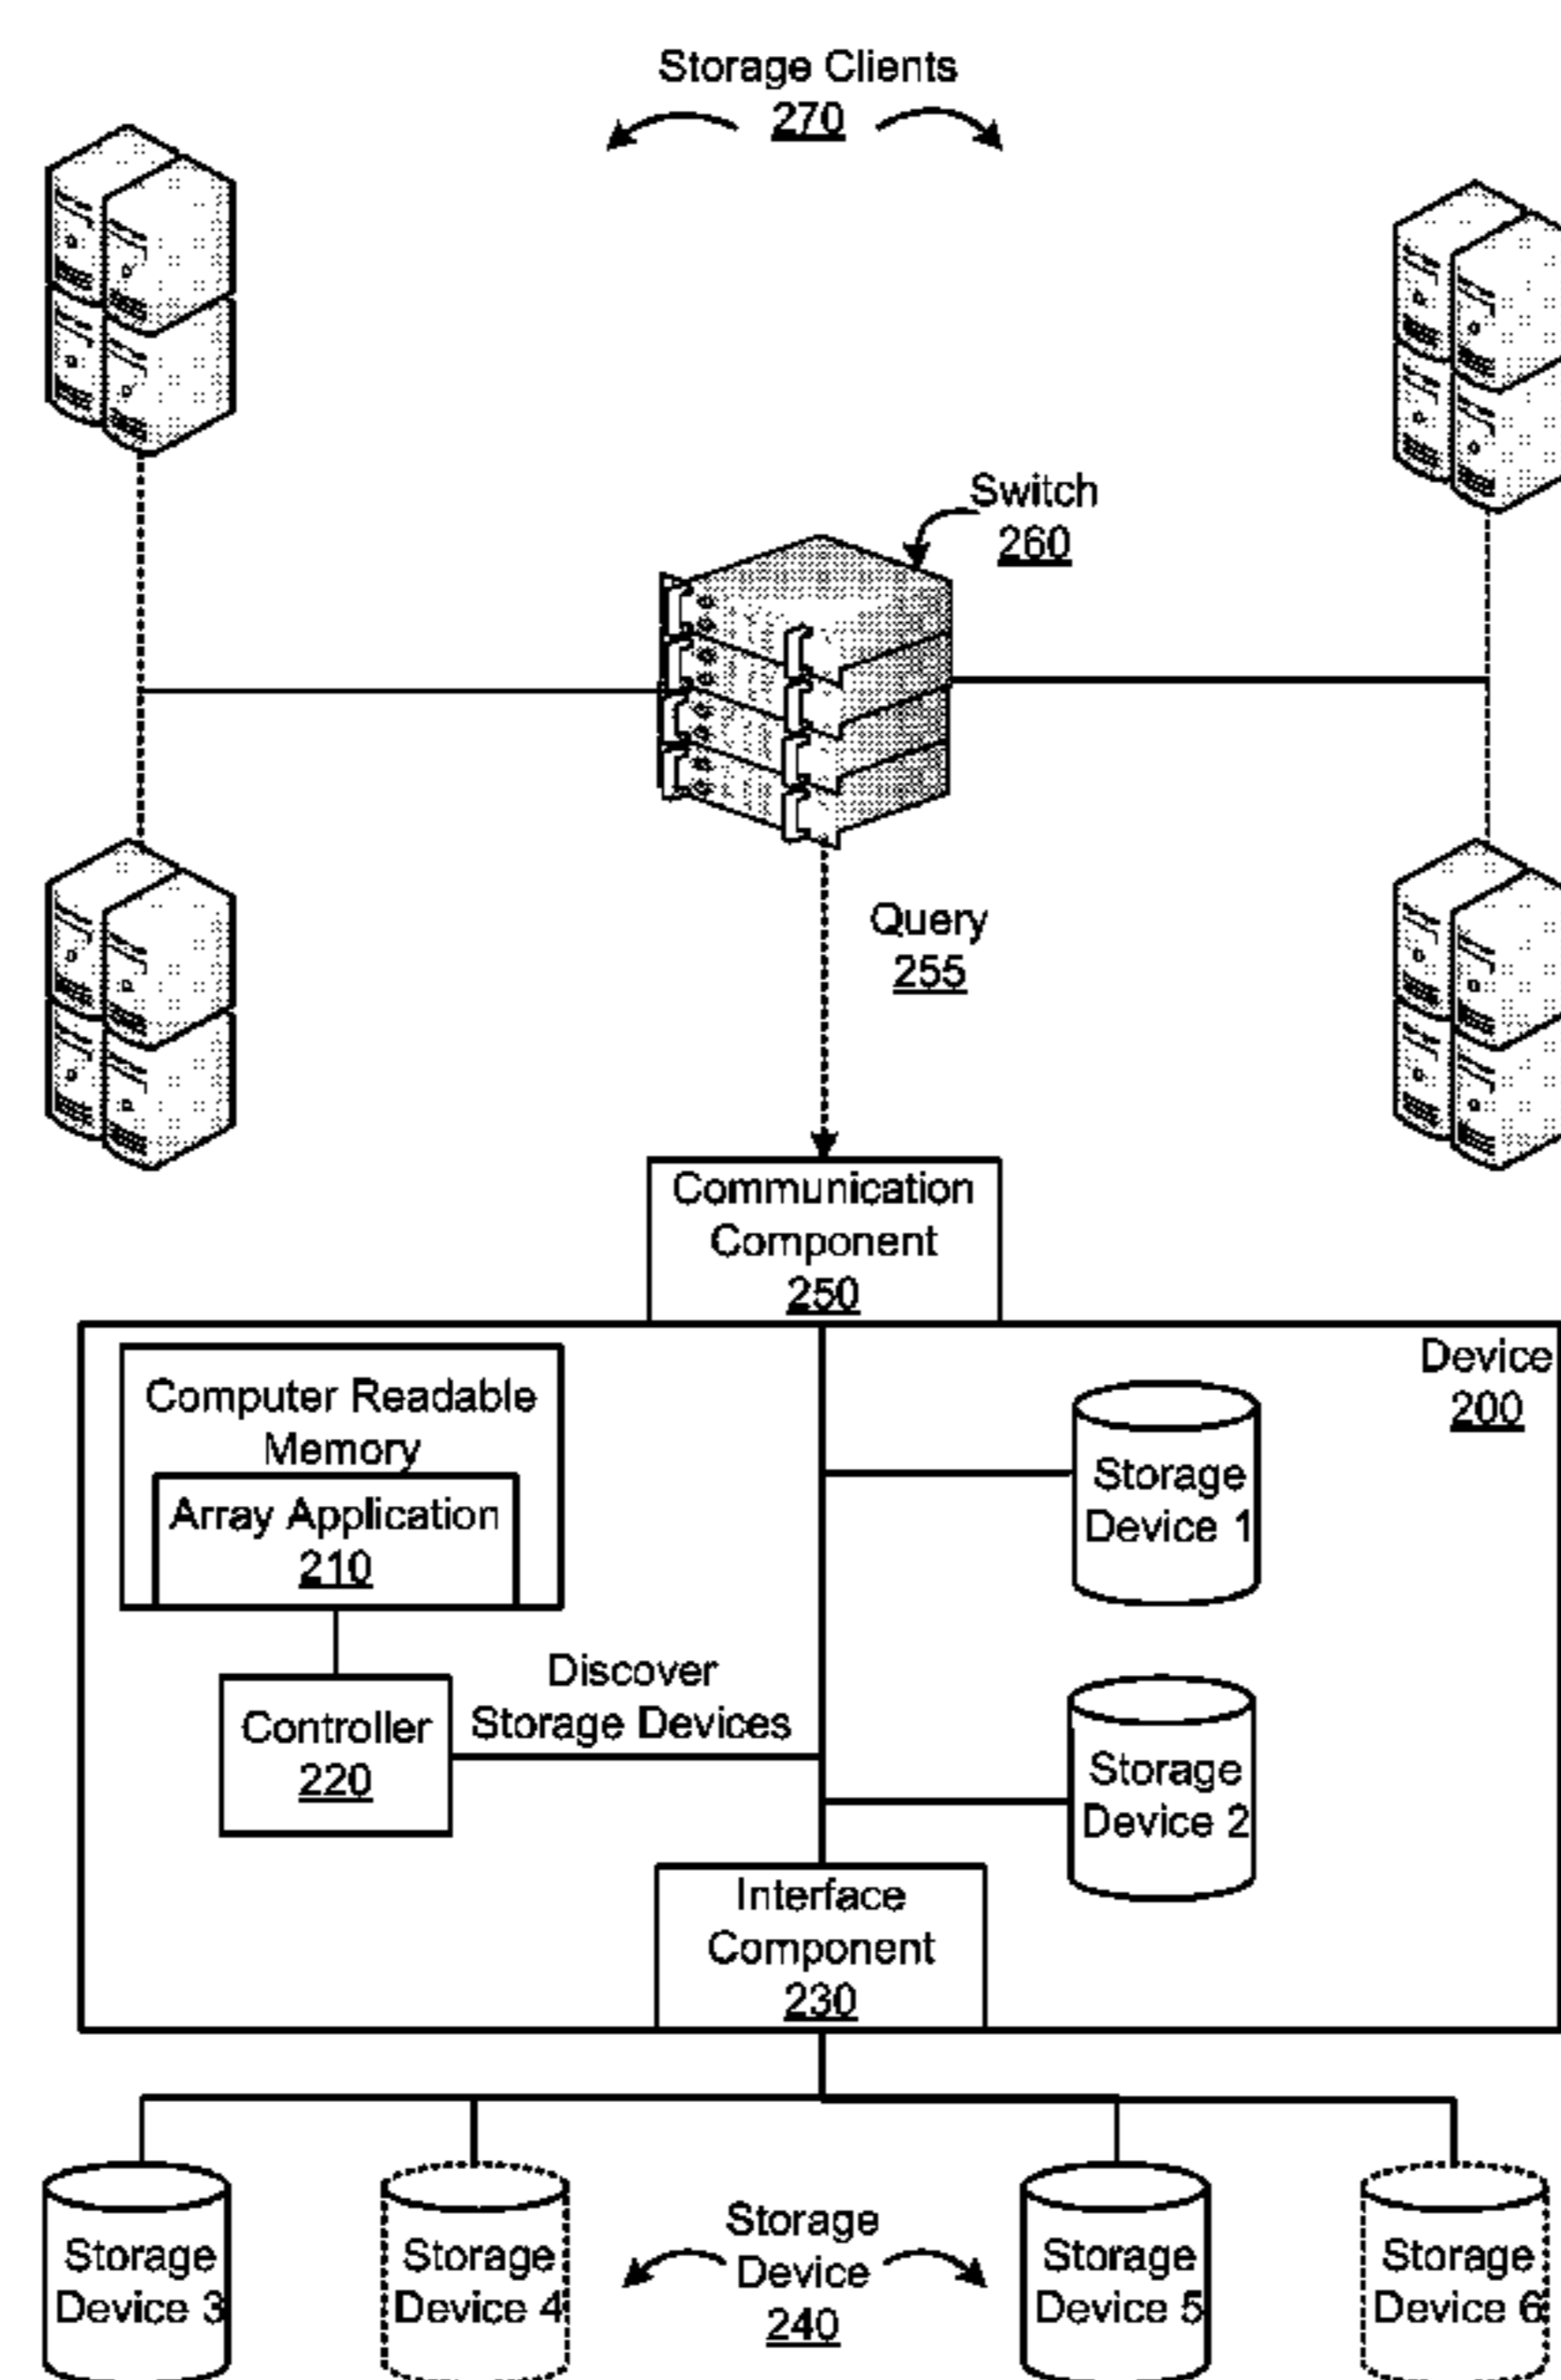 Storage Clients
270
Switch
260
Query
255
Communication
Component
250
Device
200
Computer Readable
Memory
Array Application
210
Storage
Device 1
Discover
Storage Devices
Controller
220
Storage
Device 2
Interface
Component
230
Storage
Device 3
Storage
Device 4
Storage
Device
240
Storage
Device 5
Storage
Device 6